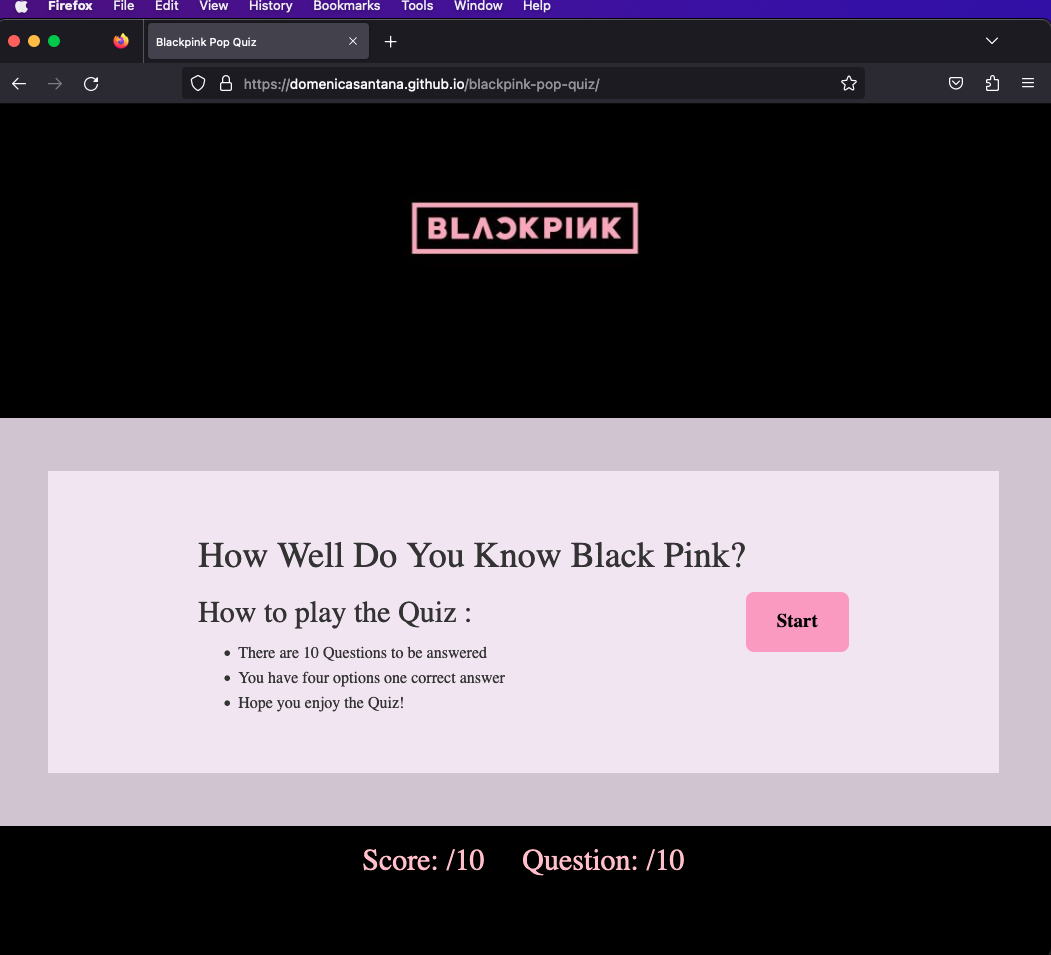 Firefox File Edit View History Bookmarks Tools Window Help
Blackpink Pop Quiz
https://domenicasantana.github.io/blackpink-pop-quiz/
BLACKPINK
How Well Do You Know Black Pink?
How to play the Quiz :
Start
• There are 10 Questions to be answered
• You have four options one correct answer
• Hope you enjoy the Quiz!
Score: /10 Question: /10